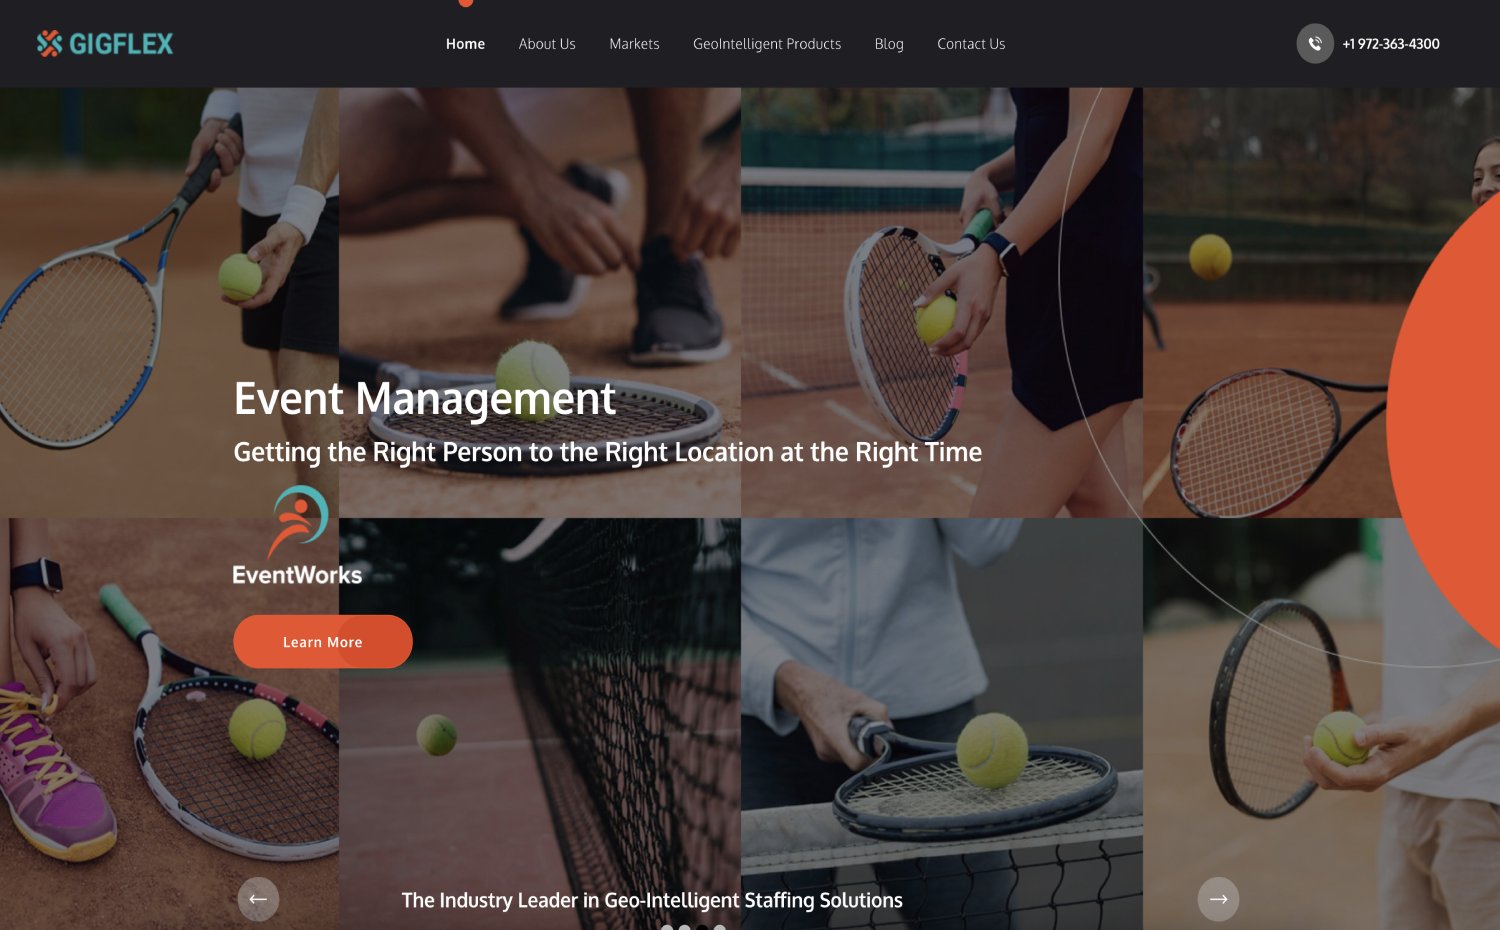 GIGFLEX
Home
About Us
Markets
GeoIntelligent Products
Blog
Contact Us
+1 972-363-4300
Event Management
Getting the Right Person to the Right Location at the Right Time
EventWorks
Learn More
The Industry Leader in Geo-Intelligent Staffing Solutions